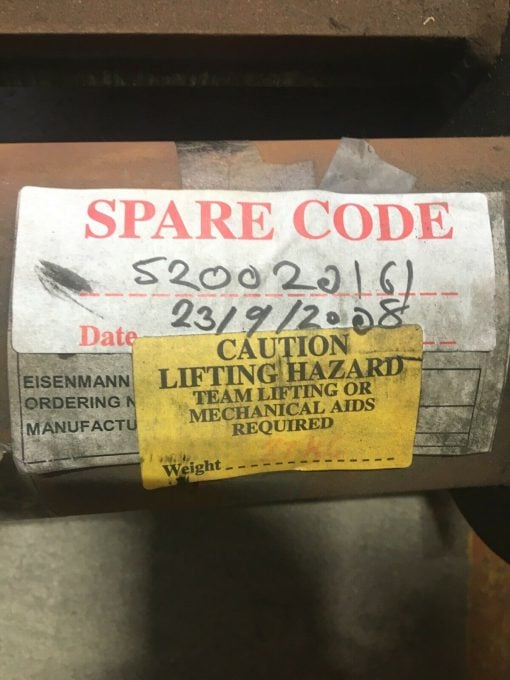 SPARE CODE
5200020161
Date 23/9/2008
CAUTION
LIFTING HAZARD
TEAM LIFTING OR
MECHANICAL AIDS
REQUIRED
Weight
EISENMANN
ORDERING N
MANUFACTU